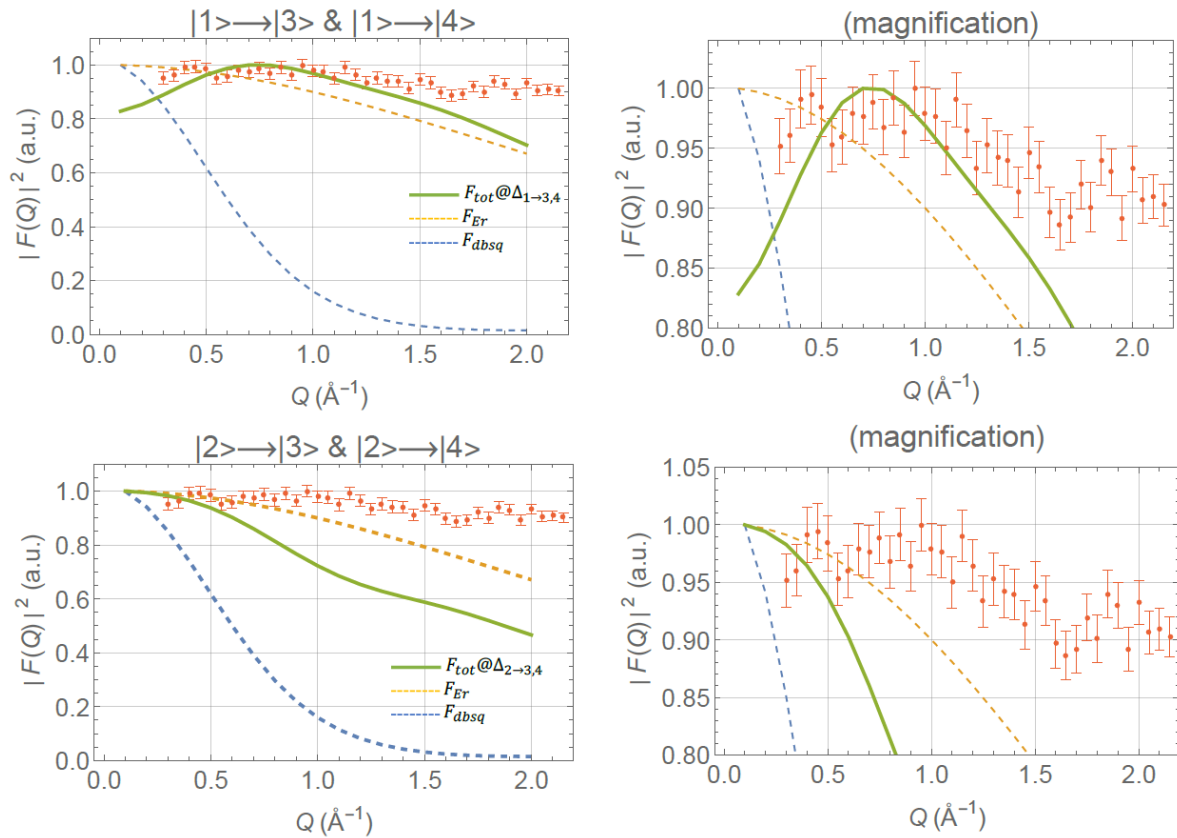 |1>⟶|3> & |1>⟶|4>
|F(Q)|² (a.u.)
1.0
0.8
0.6
0.4
0.2
0.0
F_tot@Δ_1→3,4
F_Er
F_dbsq
0.0 0.5 1.0 1.5 2.0
Q (Å⁻¹)
(magnification)
|F(Q)|² (a.u.)
1.00
0.95
0.90
0.85
0.80
0.0 0.5 1.0 1.5 2.0
Q (Å⁻¹)
|2>⟶|3> & |2>⟶|4>
|F(Q)|² (a.u.)
1.0
0.8
0.6
0.4
0.2
0.0
F_tot@Δ_2→3,4
F_Er
F_dbsq
0.0 0.5 1.0 1.5 2.0
Q (Å⁻¹)
(magnification)
|F(Q)|² (a.u.)
1.05
1.00
0.95
0.90
0.85
0.80
0.0 0.5 1.0 1.5 2.0
Q (Å⁻¹)